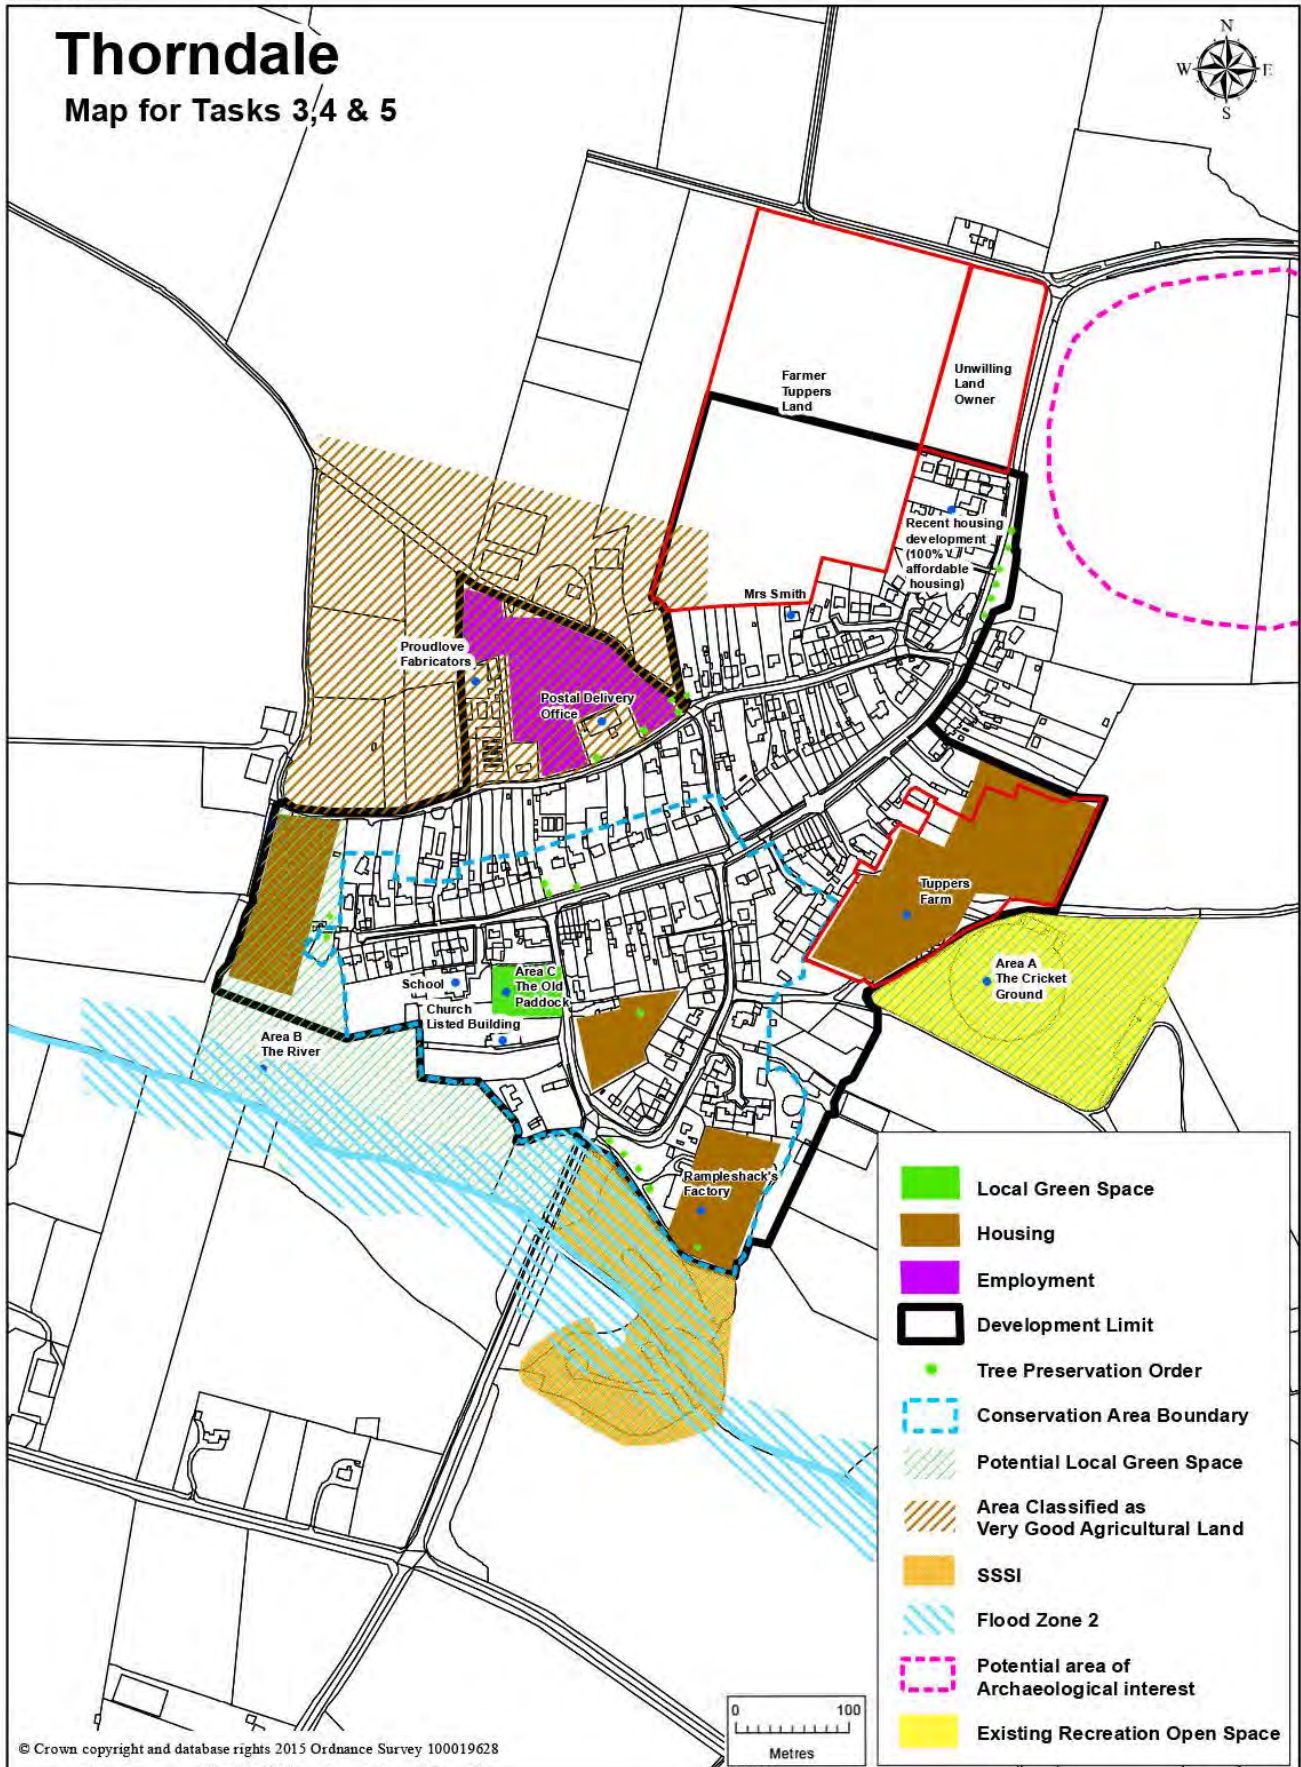 Thorndale
Map for Tasks 3,4 & 5
N
W
E
S
Farmer
Tuppers
Land
Unwilling
Land
Owner
Recent housing
development
(100%
affordable
housing)
Mrs Smith
Proudlove
Fabricators
Postal Delivery
Office
Tuppers
Farm
Area A
The Cricket
Ground
School
Area C
The Old
Paddock
Church
Listed Building
Area B
The River
Rampleshack's
Factory
Local Green Space
Housing
Employment
Development Limit
Tree Preservation Order
Conservation Area Boundary
Potential Local Green Space
Area Classified as
Very Good Agricultural Land
SSSI
Flood Zone 2
Potential area of
Archaeological interest
Existing Recreation Open Space
0 100
Metres
© Crown copyright and database rights 2015 Ordnance Survey 100019628